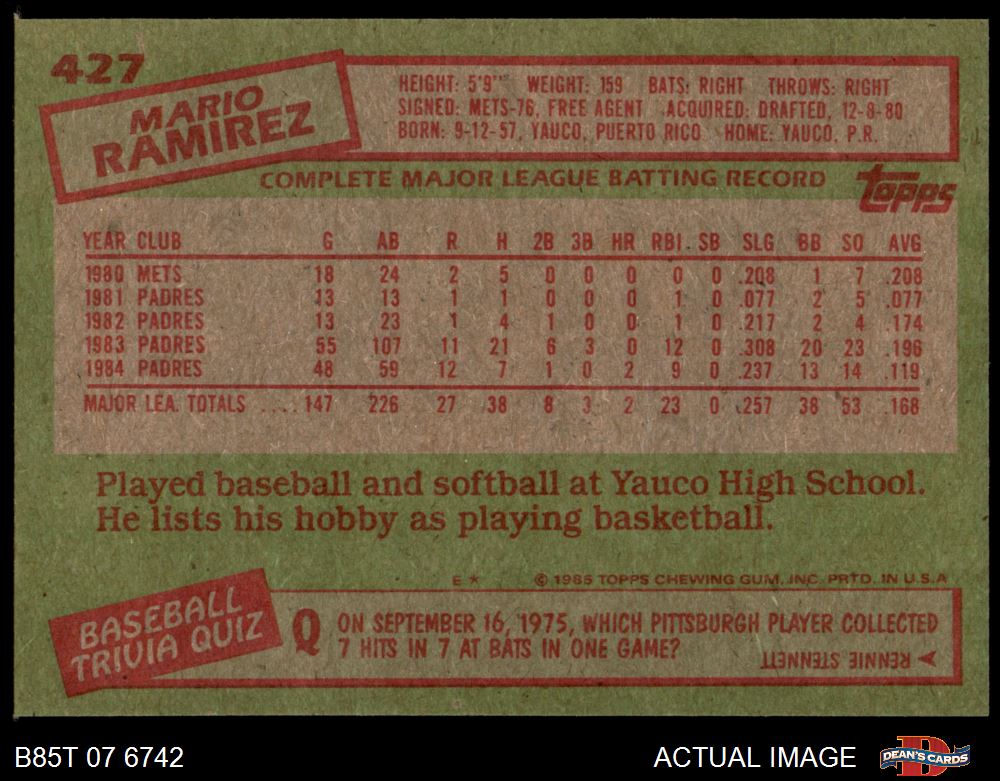 427
MARIO
RAMIREZ
HEIGHT: 5'9" WEIGHT: 159 BATS: RIGHT THROWS: RIGHT
SIGNED: METS-76, FREE AGENT ACQUIRED: DRAFTED, 12-8-80
BORN: 9-12-57, YAUCO, PUERTO RICO HOME: YAUCO, P.R.
COMPLETE MAJOR LEAGUE BATTING RECORD
topps
YEAR CLUB G AB R H 2B 3B HR RBI SB SLG BB SO AVG
1980 METS 18 24 2 5 0 0 0 0 0 .208 1 7 .208
1981 PADRES 13 13 1 1 0 0 0 1 0 .077 2 5 .077
1982 PADRES 13 23 1 4 1 0 0 1 0 .217 2 4 .174
1983 PADRES 55 107 11 21 6 3 0 12 0 .308 20 23 .196
1984 PADRES 48 59 12 7 1 0 2 9 0 .237 13 14 .119
MAJOR LEA. TOTALS .... 147 226 27 38 8 3 2 23 0 .257 38 53 .168
Played baseball and softball at Yauco High School.
He lists his hobby as playing basketball.
E * © 1985 TOPPS CHEWING GUM, INC. PRTD. IN U.S.A
BASEBALL
TRIVIA QUIZ
Q ON SEPTEMBER 16, 1975, WHICH PITTSBURGH PLAYER COLLECTED
7 HITS IN 7 AT BATS IN ONE GAME?
RENNIE STENNETT
B85T 07 6742
ACTUAL IMAGE
DEAN'S CARDS